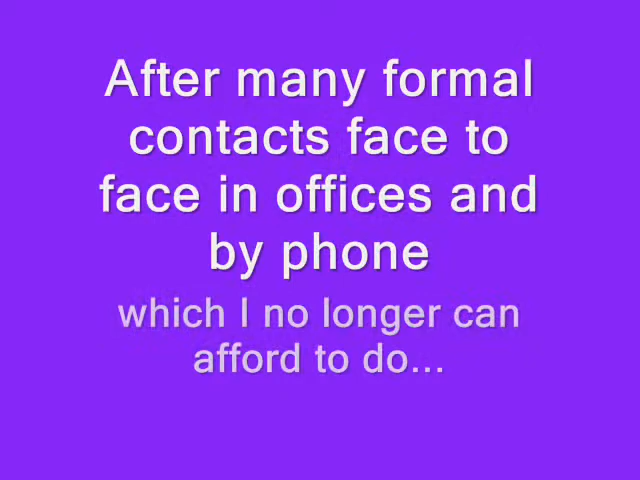 After many formal
contacts face to
face in offices and
by phone
which I no longer can
afford to do...